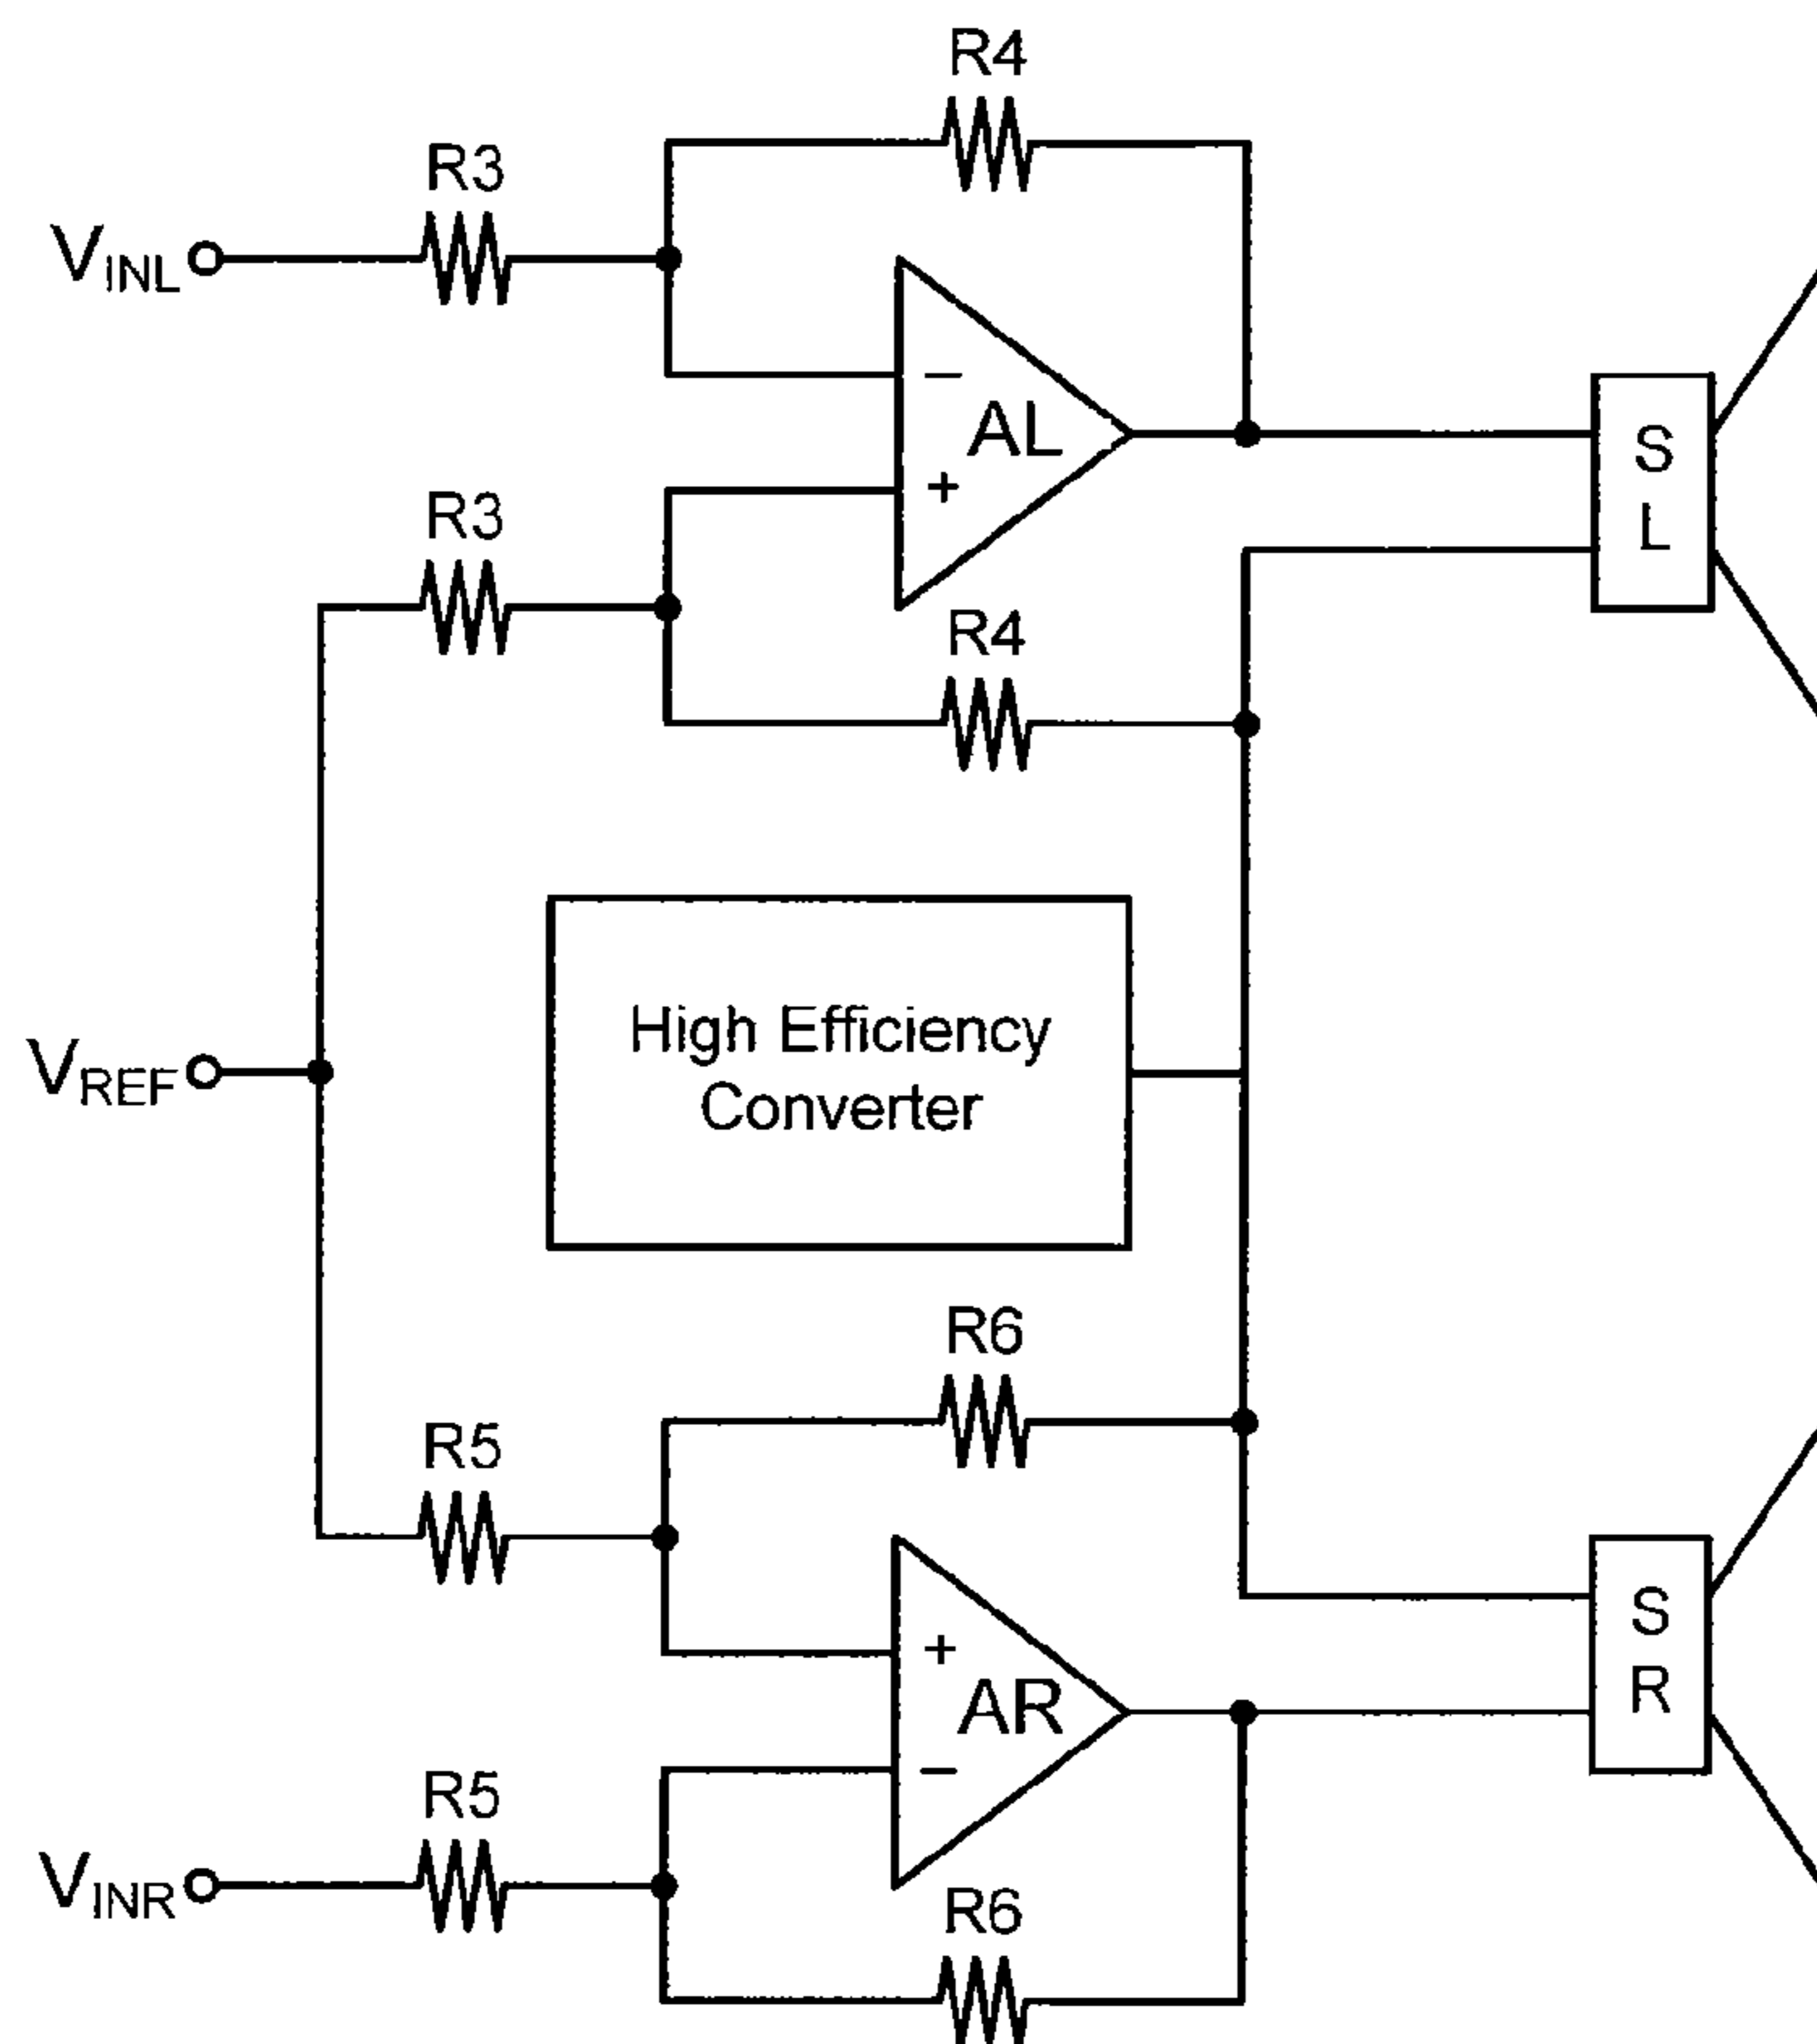 R4
R3
VINL
−
AL
+
S
L
R3
R4
High Efficiency
Converter
VREF
R6
R5
+
AR
−
S
R
R5
VINR
R6